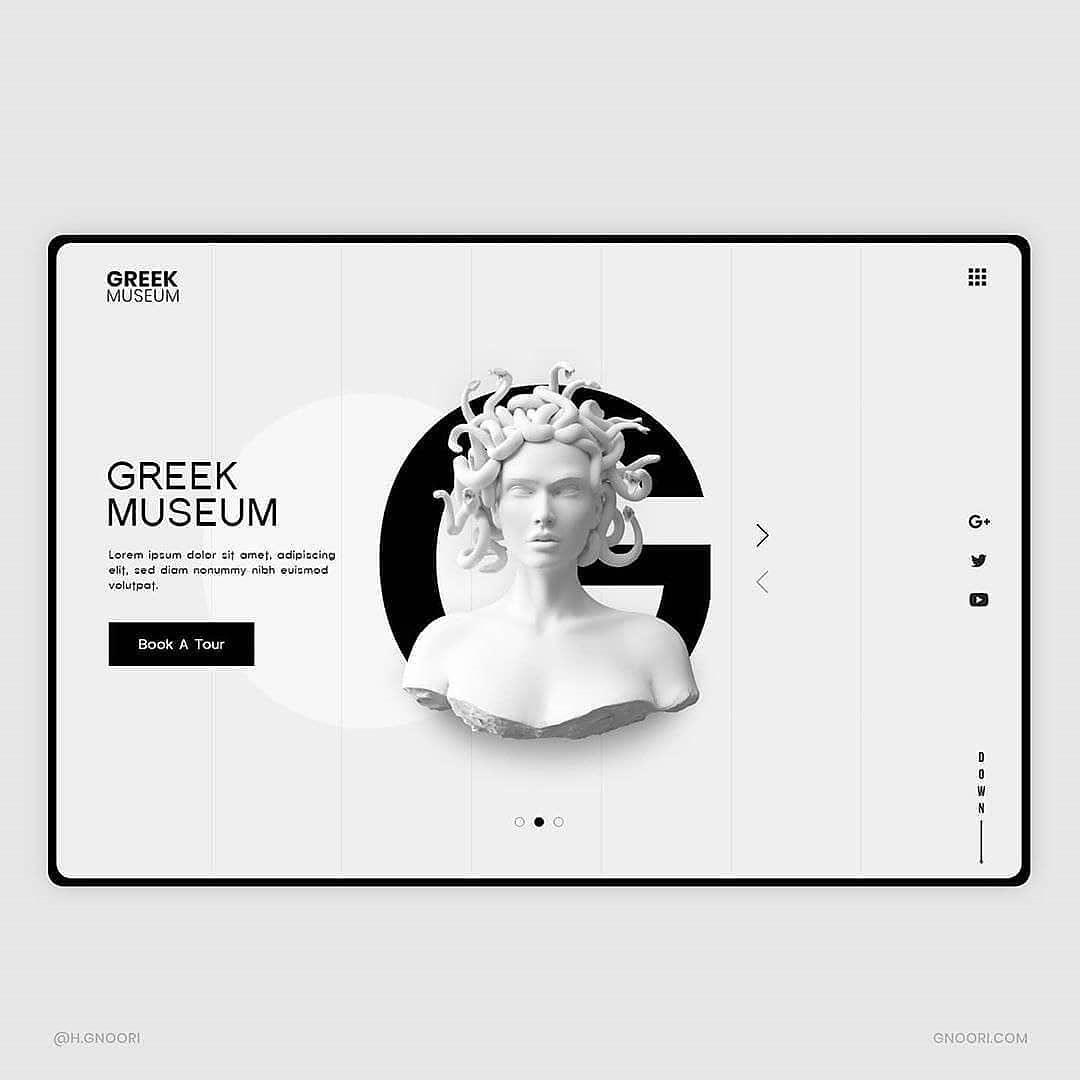 GREEK
MUSEUM
GREEK
MUSEUM
Lorem ipsum dolor sit amet, adipiscing
elit, sed diam nonummy nibh euismod
volutpat.
Book A Tour
G
G+
DOWN
@H.GNOORI
GNOORI.COM